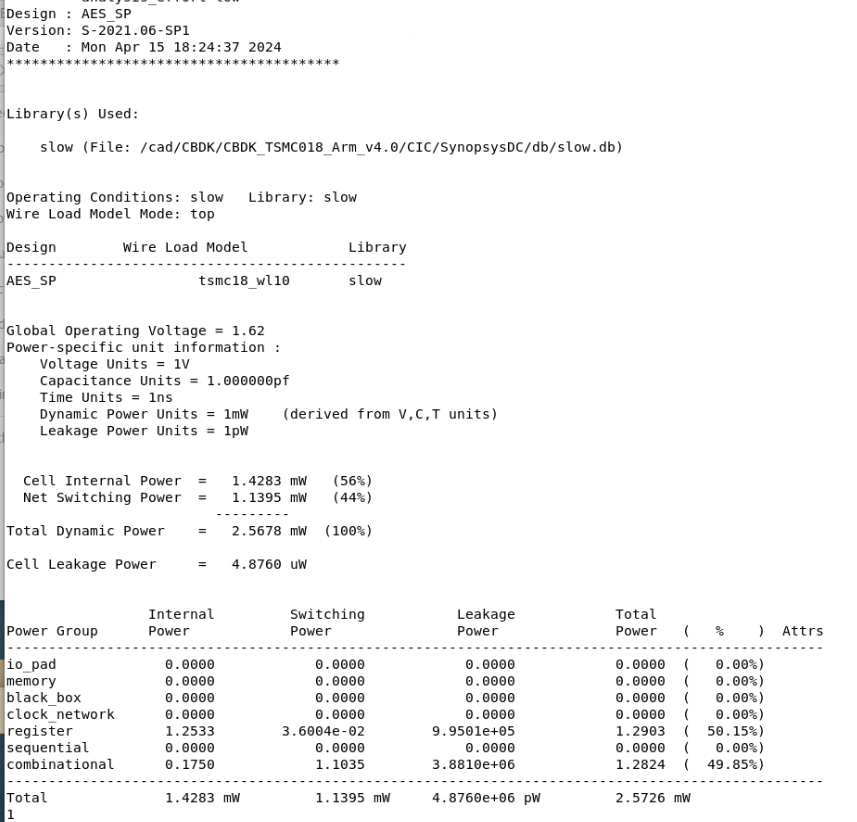 Design : AES_SP
Version: S-2021.06-SP1
Date   : Mon Apr 15 18:24:37 2024
****************************************
Library(s) Used:
    slow (File: /cad/CBDK/CBDK_TSMC018_Arm_v4.0/CIC/SynopsysDC/db/slow.db)
Operating Conditions: slow   Library: slow
Wire Load Model Mode: top
Design        Wire Load Model            Library
------------------------------------------------
AES_SP                 tsmc18_wl10       slow
Global Operating Voltage = 1.62
Power-specific unit information :
    Voltage Units = 1V
    Capacitance Units = 1.000000pf
    Time Units = 1ns
    Dynamic Power Units = 1mW    (derived from V,C,T units)
    Leakage Power Units = 1pW
  Cell Internal Power  =   1.4283 mW   (56%)
  Net Switching Power  =   1.1395 mW   (44%)
                         ---------
Total Dynamic Power    =   2.5678 mW  (100%)
Cell Leakage Power     =   4.8760 uW
                 Internal         Switching           Leakage            Total
Power Group      Power            Power               Power              Power   (   %    )  Attrs
--------------------------------------------------------------------------------------------------
io_pad             0.0000            0.0000            0.0000            0.0000  (   0.00%)
memory             0.0000            0.0000            0.0000            0.0000  (   0.00%)
black_box          0.0000            0.0000            0.0000            0.0000  (   0.00%)
clock_network      0.0000            0.0000            0.0000            0.0000  (   0.00%)
register           1.2533        3.6004e-02        9.9501e+05            1.2903  (  50.15%)
sequential         0.0000            0.0000            0.0000            0.0000  (   0.00%)
combinational      0.1750            1.1035        3.8810e+06            1.2824  (  49.85%)
--------------------------------------------------------------------------------------------------
Total              1.4283 mW         1.1395 mW     4.8760e+06 pW         2.5726 mW
1